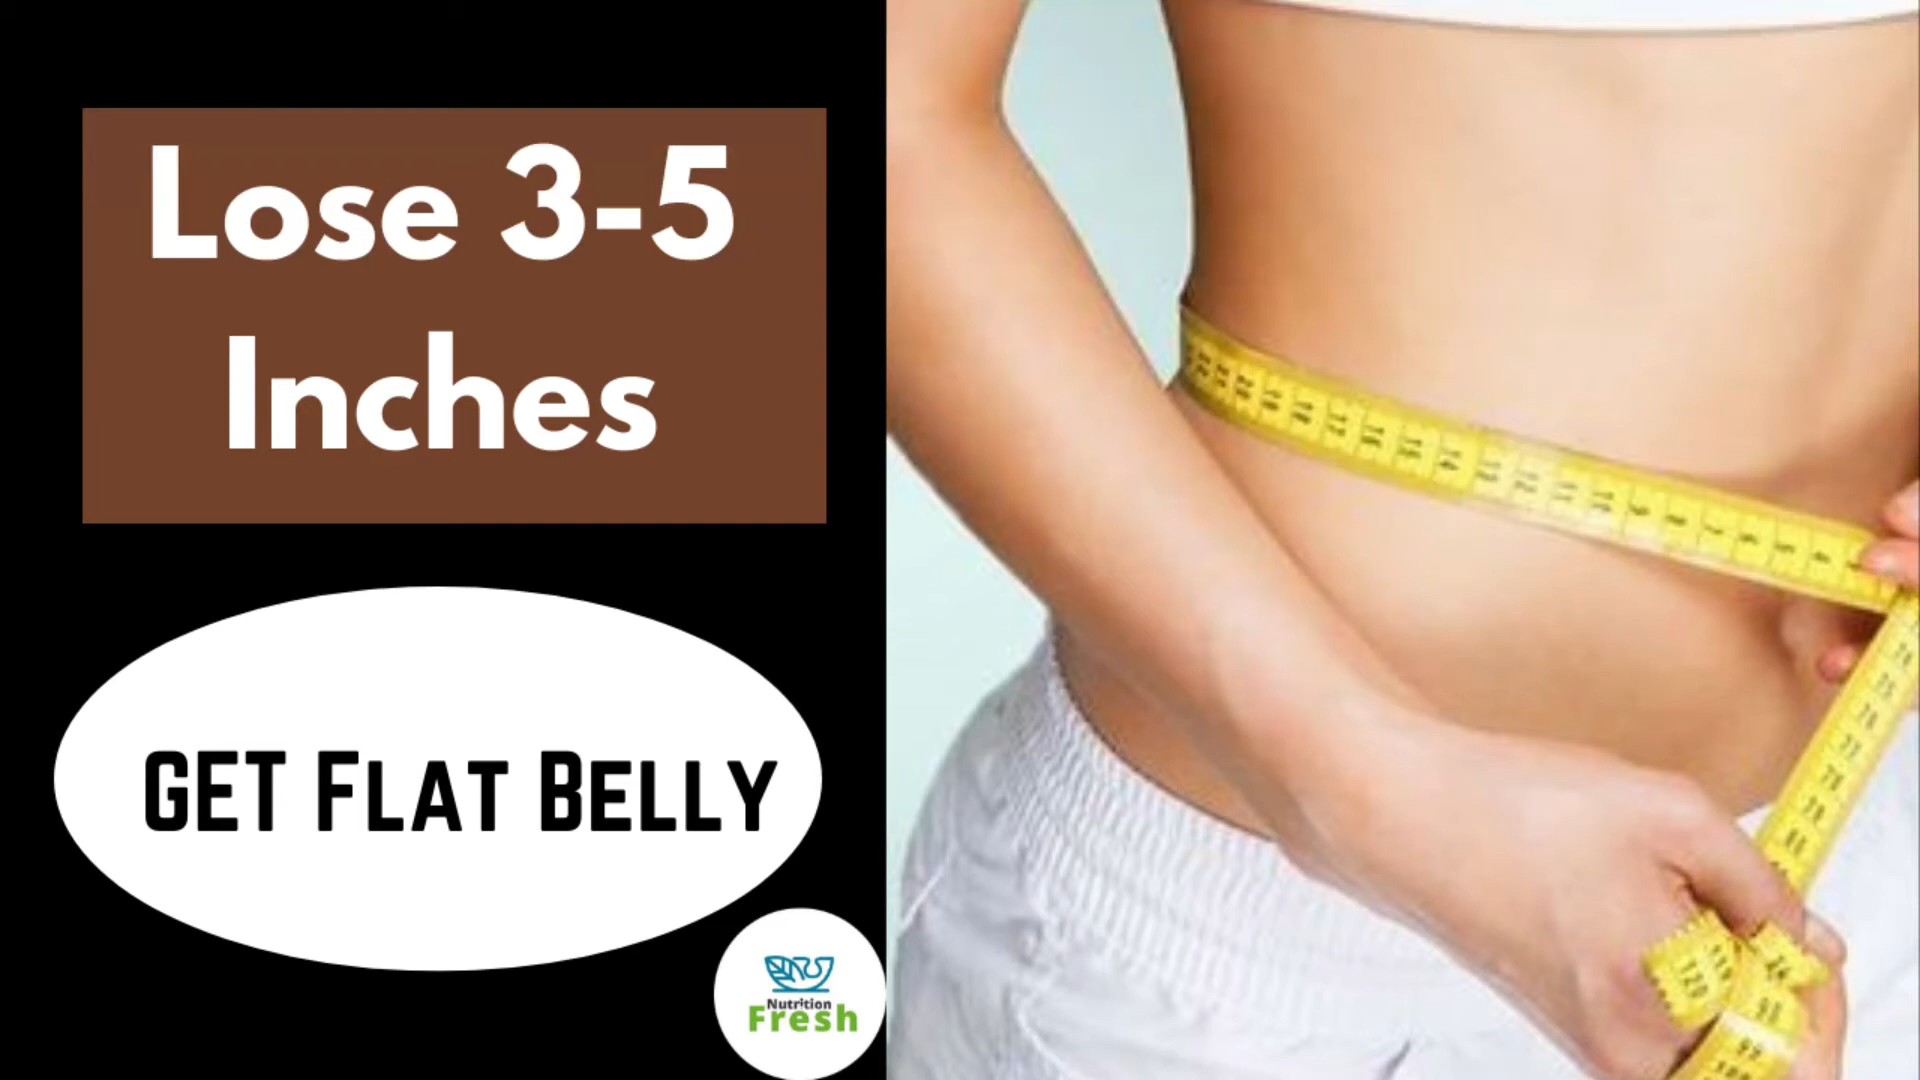 Lose 3-5
Inches
GET FLAT BELLY
Nutrition
Fresh